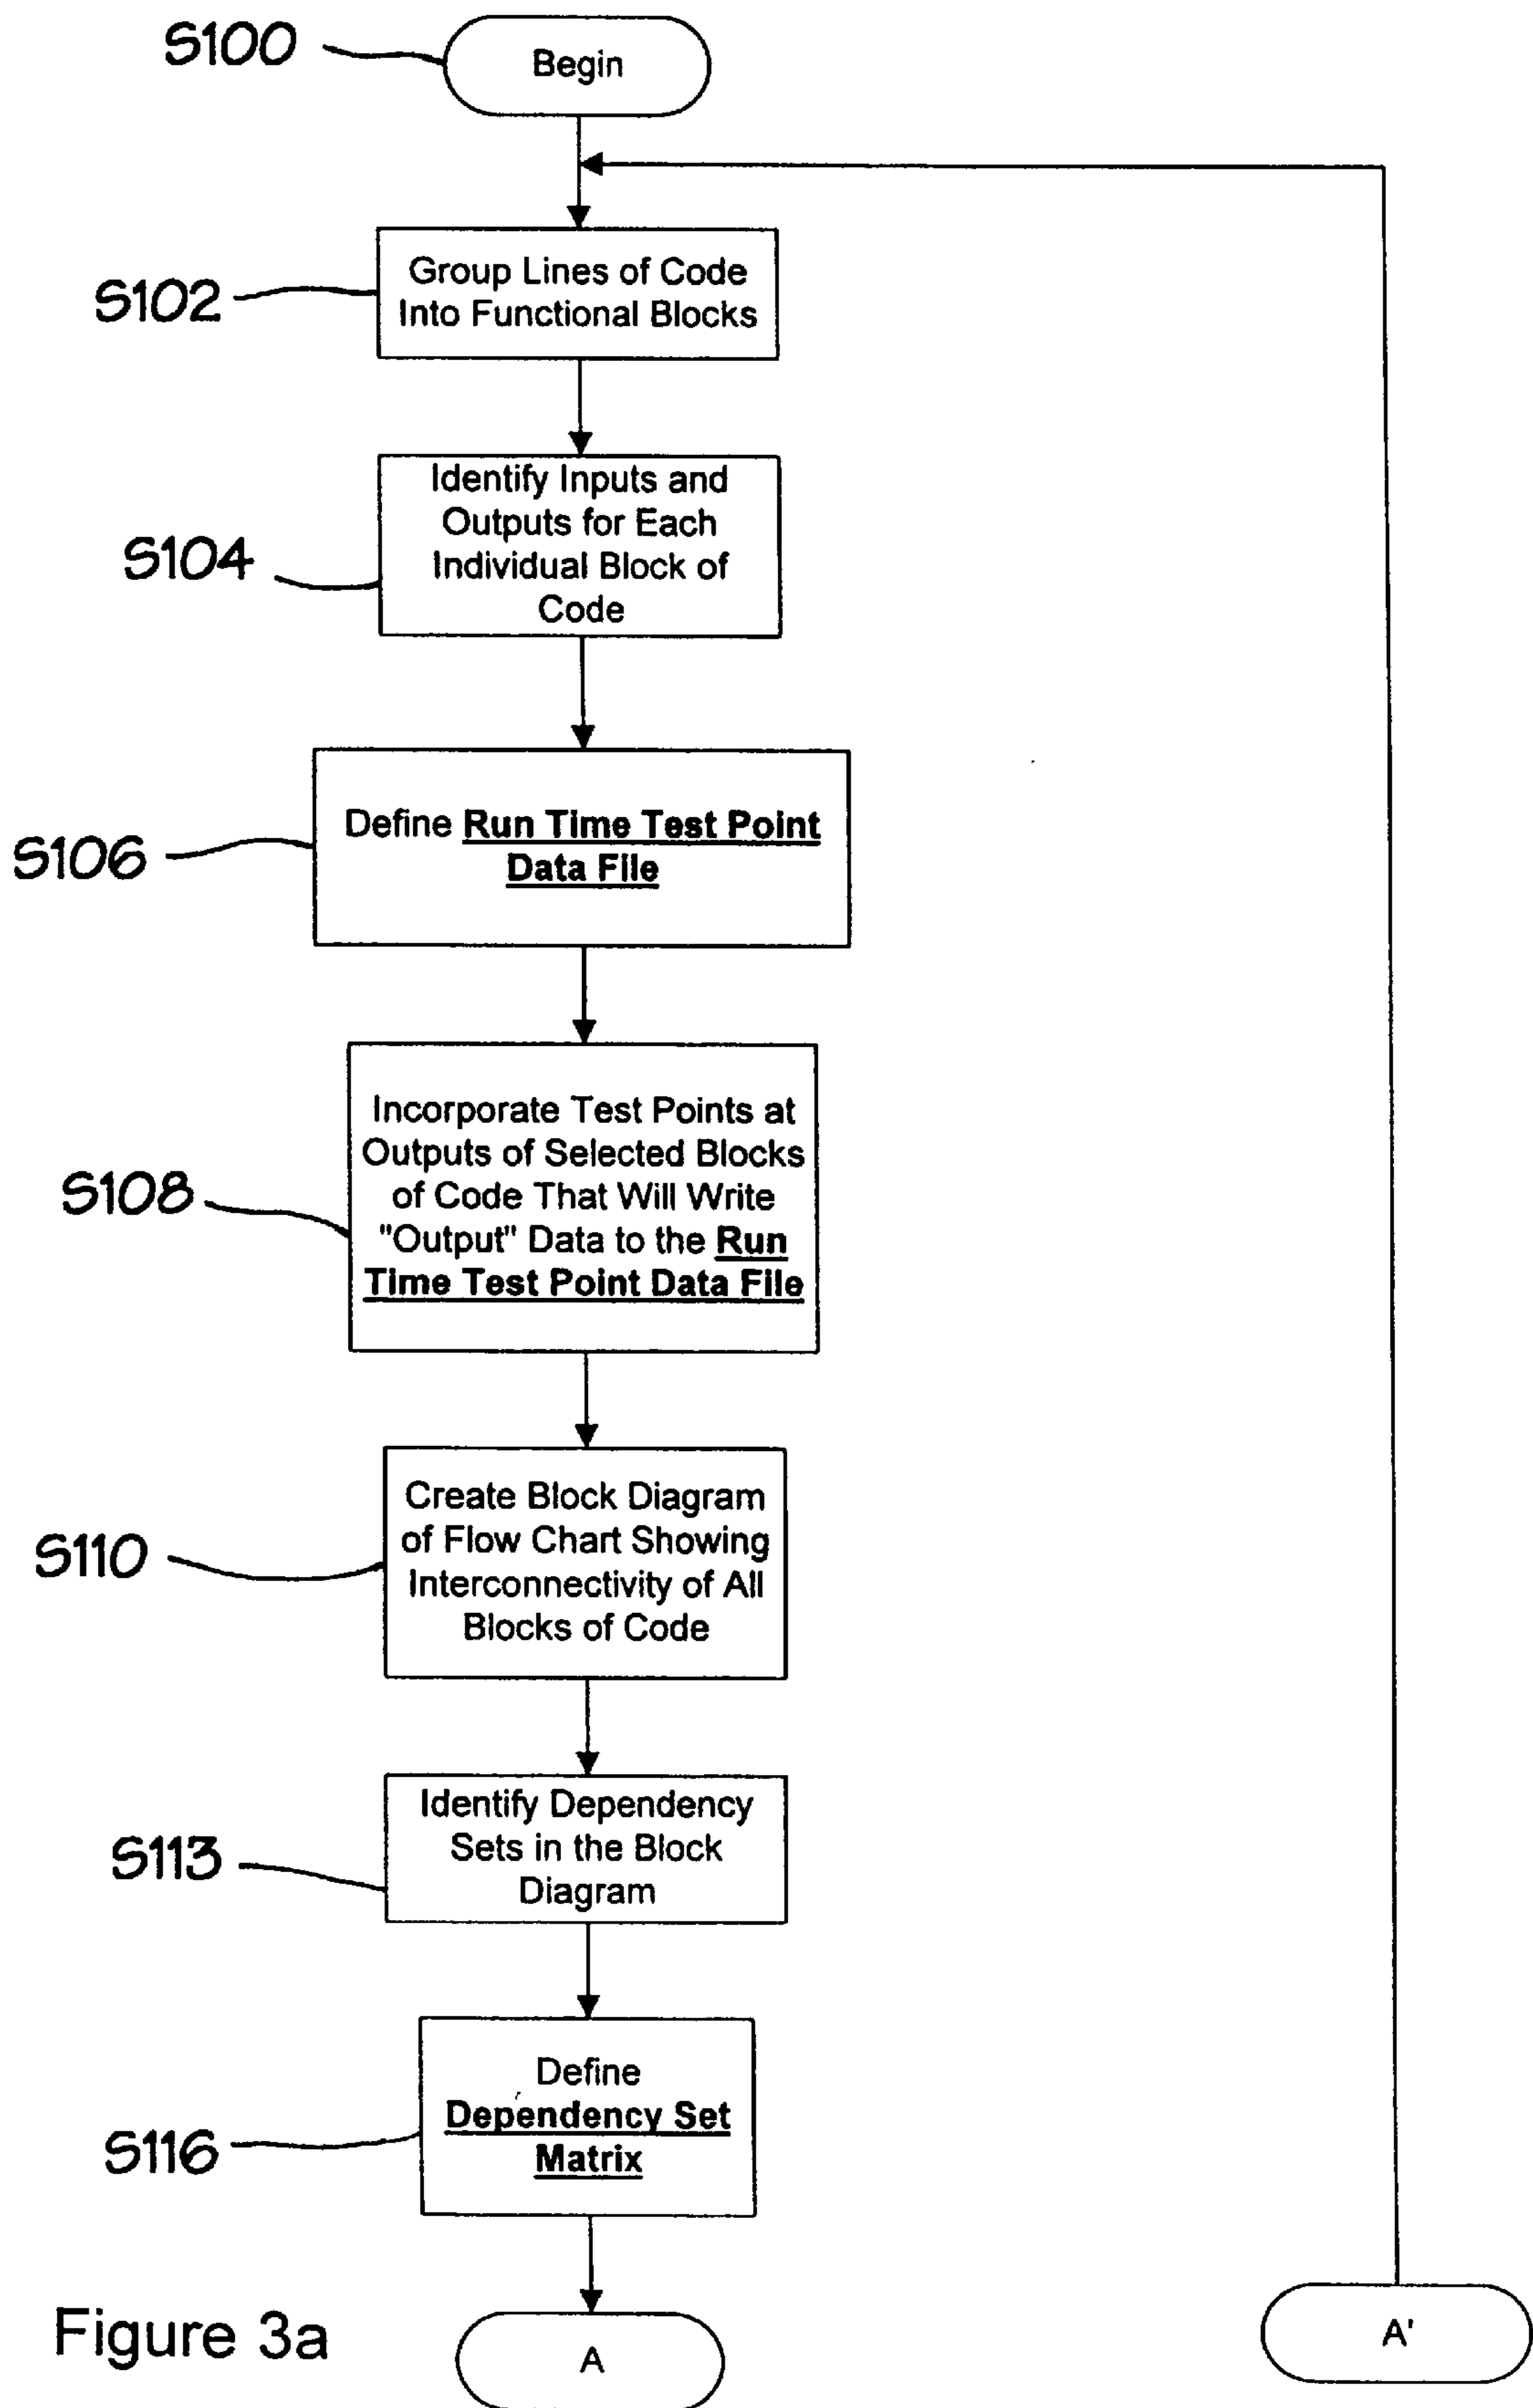 S100
Begin
S102
Group Lines of Code
Into Functional Blocks
S104
Identify Inputs and
Outputs for Each
Individual Block of
Code
S106
Define Run Time Test Point
Data File
S108
Incorporate Test Points at
Outputs of Selected Blocks
of Code That Will Write
"Output" Data to the Run
Time Test Point Data File
S110
Create Block Diagram
of Flow Chart Showing
Interconnectivity of All
Blocks of Code
S113
Identify Dependency
Sets in the Block
Diagram
S116
Define
Dependency Set
Matrix
Figure 3a
A
A'